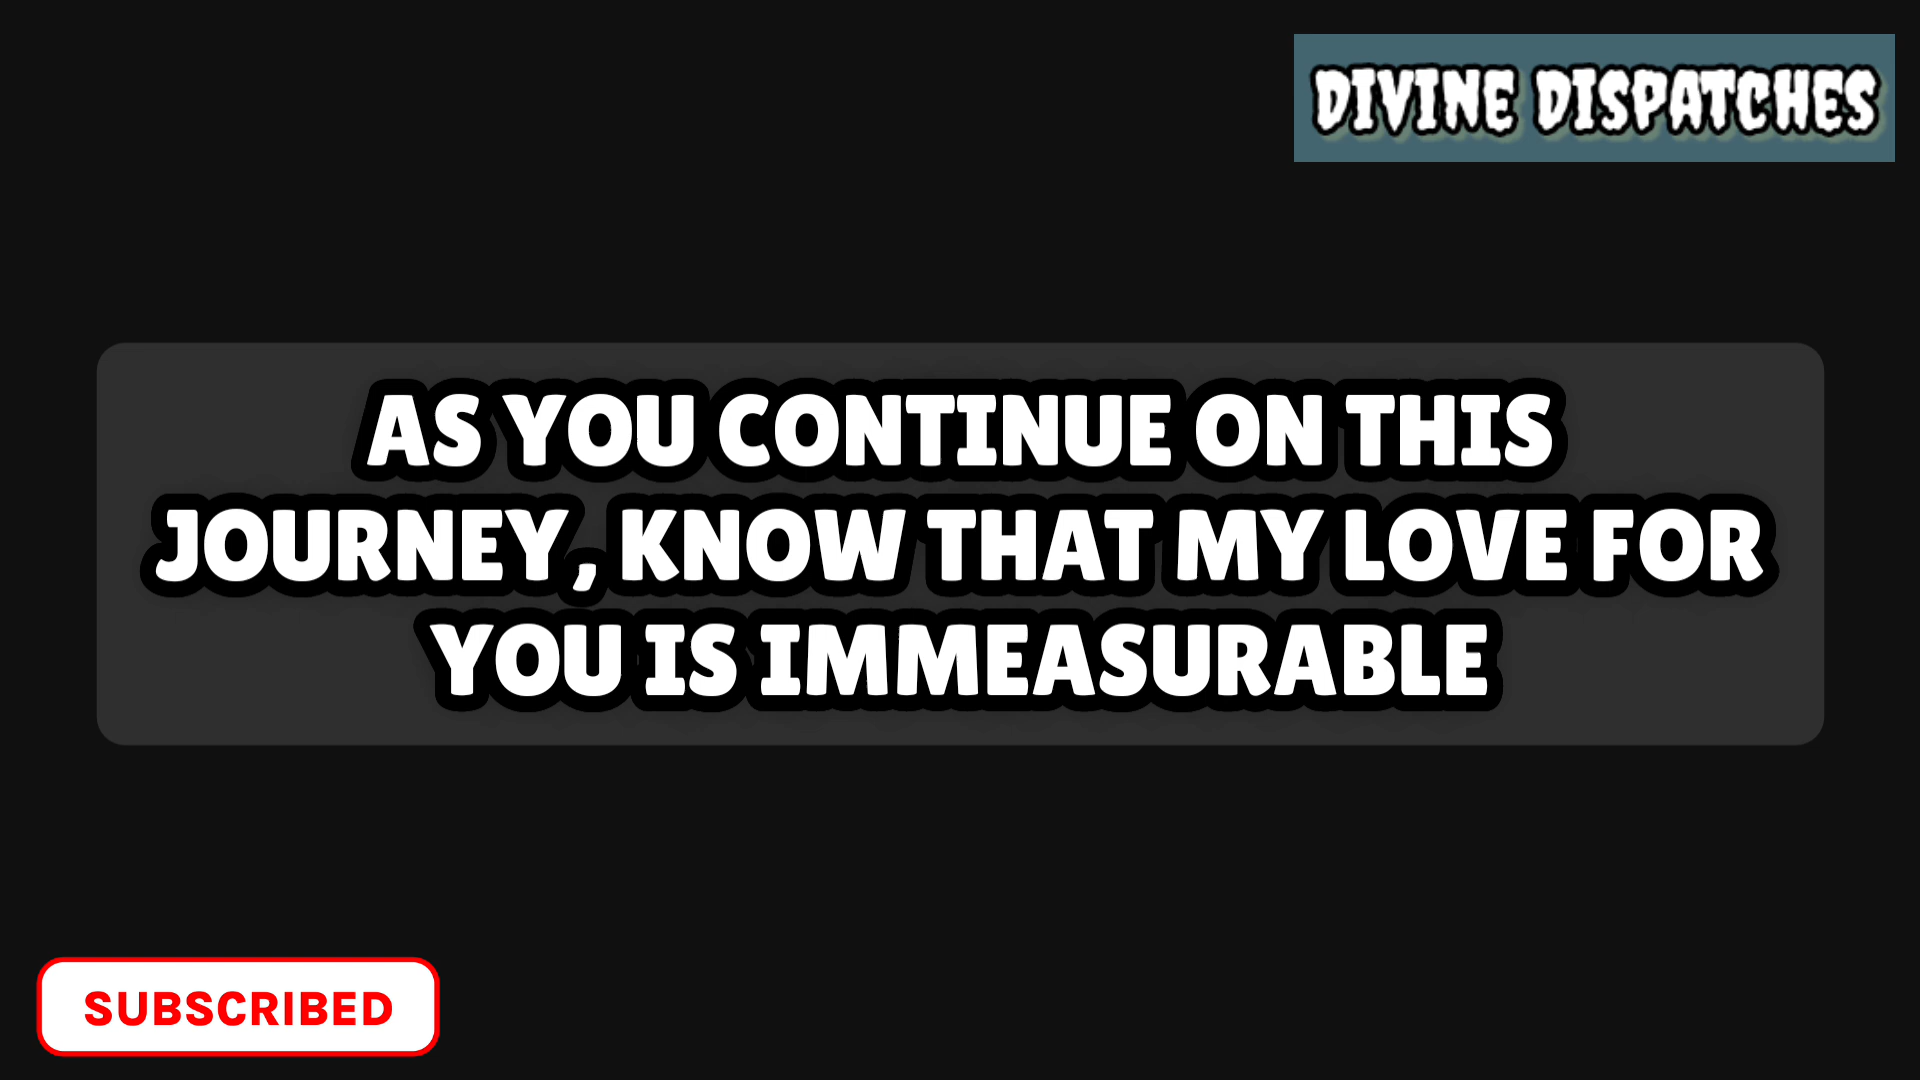 DIVINE DISPATCHES
AS YOU CONTINUE ON THIS
JOURNEY, KNOW THAT MY LOVE FOR
YOU IS IMMEASURABLE
SUBSCRIBED